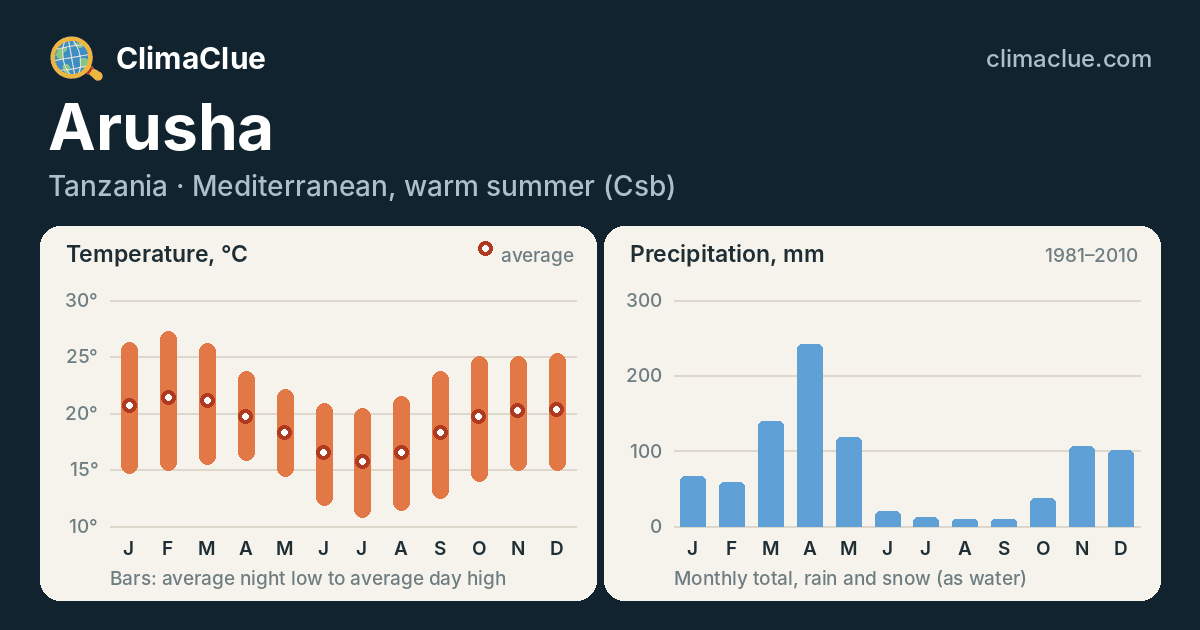 ClimaClue
climaclue.com
Arusha
Tanzania · Mediterranean, warm summer (Csb)
Temperature, °C
average
30°
25°
20°
15°
10°
J F M A M J J A S O N D
Bars: average night low to average day high
Precipitation, mm
1981–2010
300
200
100
0
J F M A M J J A S O N D
Monthly total, rain and snow (as water)